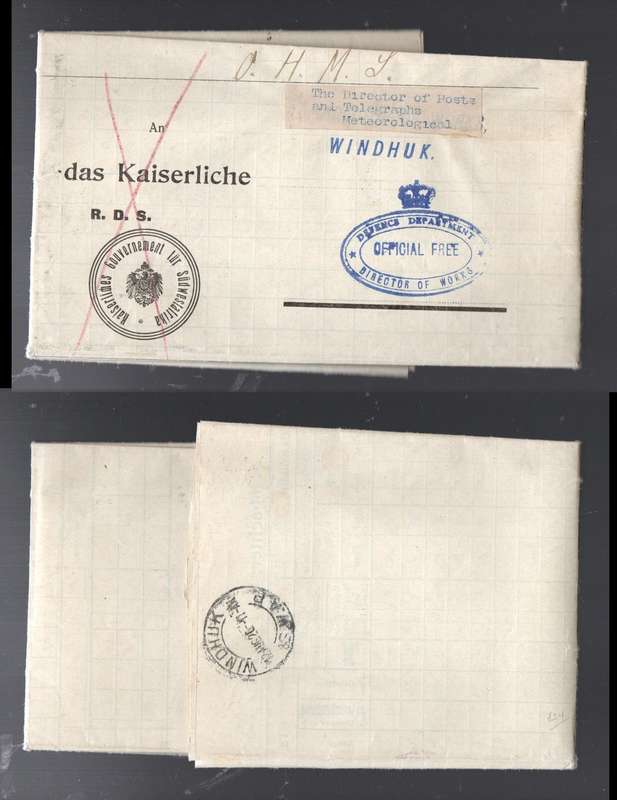 O. H. M. S.
The Director of Posts
and Telegraphs
Meteorological
WINDHUK.
An
das Kaiserliche
R. D. S.
Kaiserliches Gouvernement für Südwestafrika
DEFENCE DEPARTMENT
OFFICIAL FREE
DIRECTOR OF WORKS
WINDHUK
S.W.A.P.